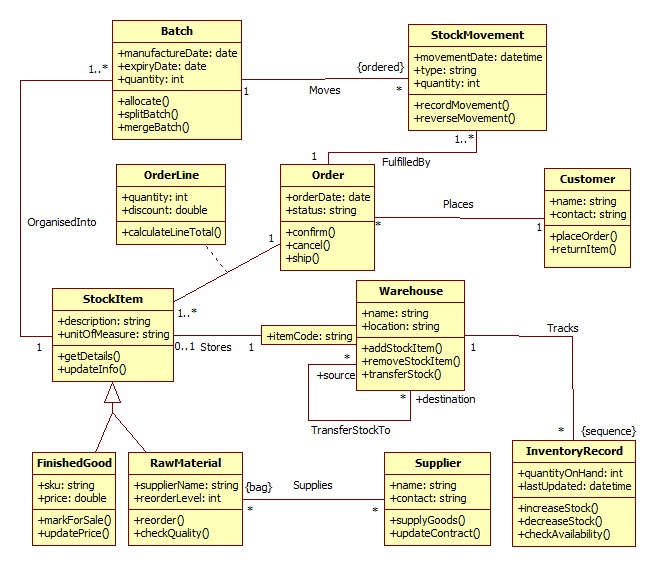 Batch
+manufactureDate: date
+expiryDate: date
+quantity: int
+allocate()
+splitBatch()
+mergeBatch()
StockMovement
+movementDate: datetime
+type: string
+quantity: int
+recordMovement()
+reverseMovement()
1..*
1
Moves
{ordered}
*
1..*
FulfilledBy
1
OrderLine
+quantity: int
+discount: double
+calculateLineTotal()
Order
+orderDate: date
+status: string
+confirm()
+cancel()
+ship()
Customer
+name: string
+contact: string
+placeOrder()
+returnItem()
Places
*
1
OrganisedInto
1
1..*
StockItem
+description: string
+unitOfMeasure: string
+getDetails()
+updateInfo()
1
0..1
Stores
1
+itemCode: string
Warehouse
+name: string
+location: string
+addStockItem()
+removeStockItem()
+transferStock()
1
Tracks
*
{sequence}
*
+source
*
+destination
TransferStockTo
FinishedGood
+sku: string
+price: double
+markForSale()
+updatePrice()
RawMaterial
+supplierName: string
+reorderLevel: int
+reorder()
+checkQuality()
{bag}
*
Supplies
*
Supplier
+name: string
+contact: string
+supplyGoods()
+updateContract()
InventoryRecord
+quantityOnHand: int
+lastUpdated: datetime
+increaseStock()
+decreaseStock()
+checkAvailability()